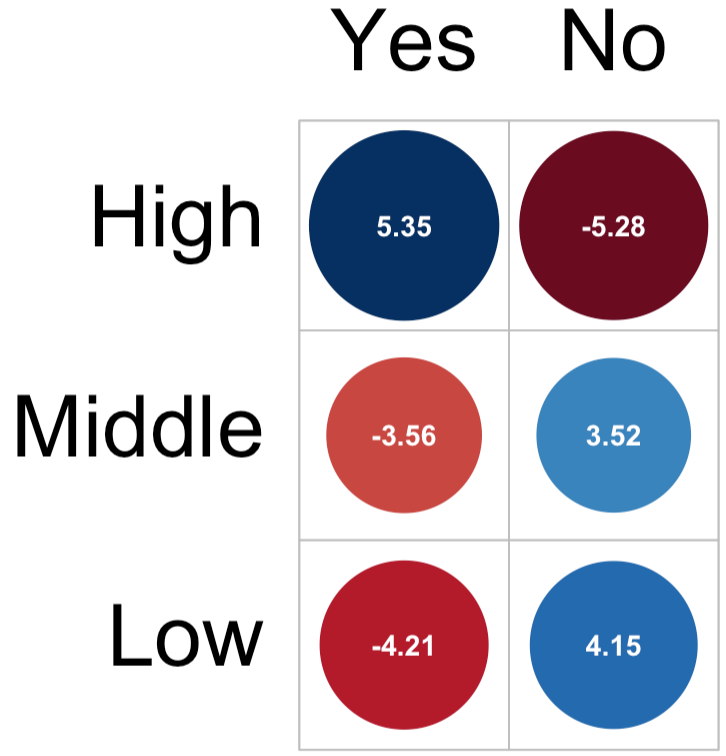 Yes No
High 5.35 -5.28
Middle -3.56 3.52
Low -4.21 4.15